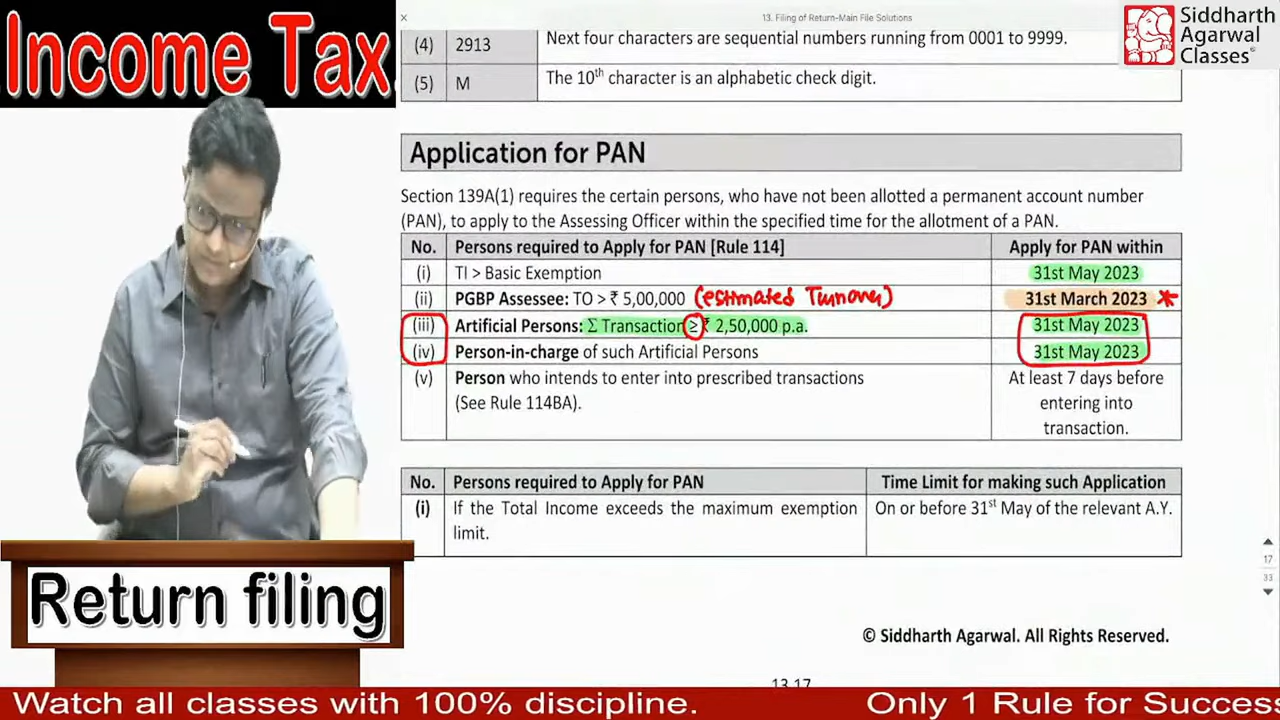 Income Tax
13. Filing of Return-Main File Solutions
Siddharth
Agarwal
Classes®
(4) 2913 Next four characters are sequential numbers running from 0001 to 9999.
(5) M The 10th character is an alphabetic check digit.
Application for PAN
Section 139A(1) requires the certain persons, who have not been allotted a permanent account number
(PAN), to apply to the Assessing Officer within the specified time for the allotment of a PAN.
No. Persons required to Apply for PAN [Rule 114] Apply for PAN within
(i) TI > Basic Exemption 31st May 2023
(ii) PGBP Assessee: TO > ₹ 5,00,000 (estimated Turnover) 31st March 2023 *
(iii) Artificial Persons: Σ Transaction ≥ ₹ 2,50,000 p.a. 31st May 2023
(iv) Person-in-charge of such Artificial Persons 31st May 2023
(v) Person who intends to enter into prescribed transactions At least 7 days before
(See Rule 114BA). entering into
transaction.
No. Persons required to Apply for PAN Time Limit for making such Application
(i) If the Total Income exceeds the maximum exemption On or before 31st May of the relevant A.Y.
limit.
17
33
Return filing
© Siddharth Agarwal. All Rights Reserved.
13.17
Watch all classes with 100% discipline. Only 1 Rule for Success